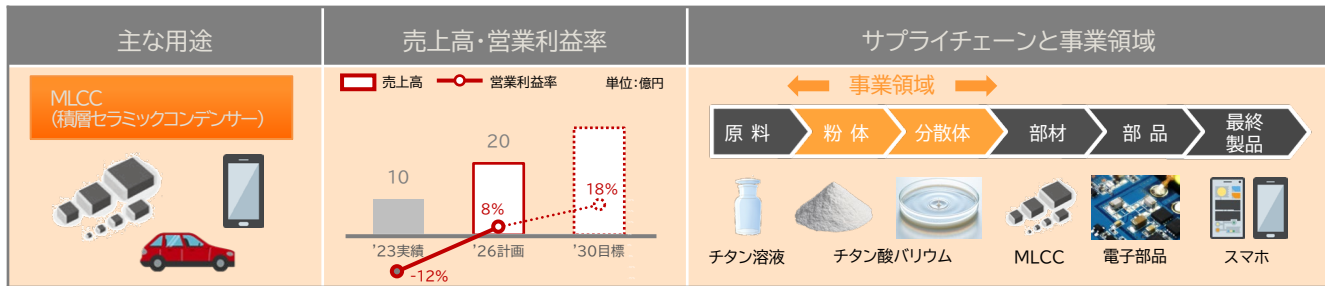 主な用途
売上高・営業利益率
サプライチェーンと事業領域
MLCC
（積層セラミックコンデンサー）
売上高 営業利益率 単位：億円
10
20
8%
18%
-12%
’23実績 ’26計画 ’30目標
事業領域
原料 粉体 分散体 部材 部品 最終
製品
チタン溶液 チタン酸バリウム MLCC 電子部品 スマホ